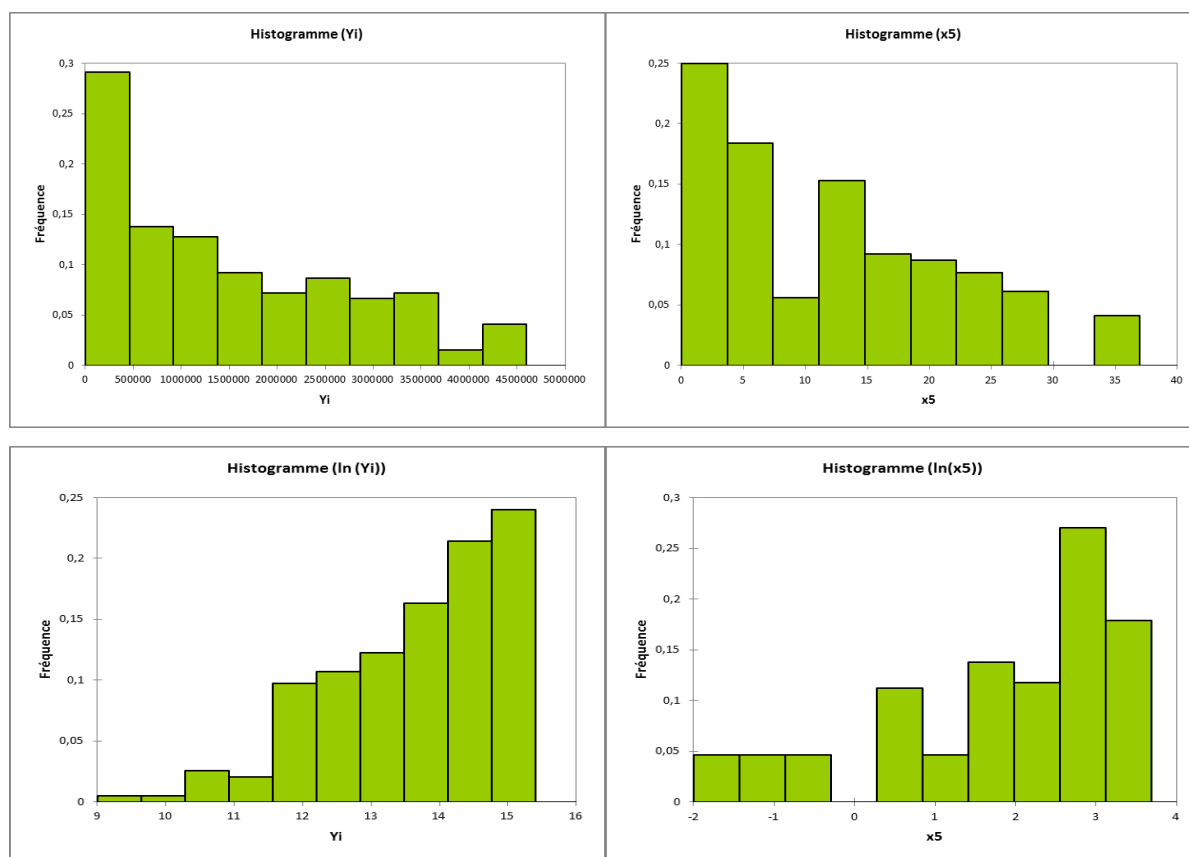 Histogramme (Yi)
0,3
0,25
0,2
0,15
0,1
0,05
0
Fréquence
0 500000 1000000 1500000 2000000 2500000 3000000 3500000 4000000 4500000 5000000
Yi
Histogramme (x5)
0,25
0,2
0,15
0,1
0,05
0
Fréquence
0 5 10 15 20 25 30 35 40
x5
Histogramme (ln (Yi))
0,25
0,2
0,15
0,1
0,05
0
Fréquence
9 10 11 12 13 14 15 16
Yi
Histogramme (ln(x5))
0,3
0,25
0,2
0,15
0,1
0,05
0
Fréquence
-2 -1 0 1 2 3 4
x5